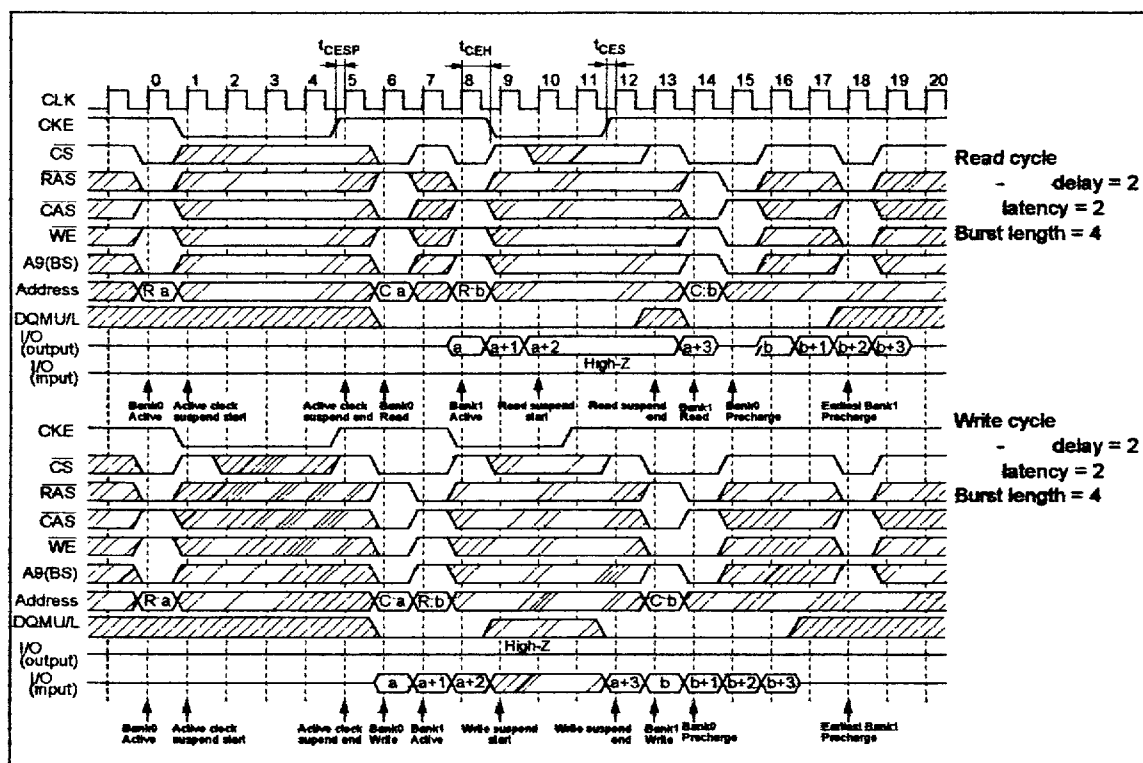 tCESP tCEH tCES
0 1 2 3 4 5 6 7 8 9 10 11 12 13 14 15 16 17 18 19 20
CLK
CKE
CS
RAS
CAS
WE
A9(BS)
Address R:a C:a R:b C:b
DQMU/L
I/O (output) a a+1 a+2 a+3 b b+1 b+2 b+3
High-Z
I/O (input)
Bank0 Active
Active clock suspend start
Active clock suspend end
Bank0 Read
Bank1 Active
Read suspend start
Read suspend end
Bank1 Read
Bank0 Precharge
Earliest Bank1 Precharge
Read cycle
- delay = 2
latency = 2
Burst length = 4
CKE
CS
RAS
CAS
WE
A9(BS)
Address R:a C:a R:b C:b
DQMU/L
I/O (output) High-Z
I/O (input) a a+1 a+2 a+3 b b+1 b+2 b+3
Bank0 Active
Active clock suspend start
Active clock supend end
Bank0 Write
Bank1 Active
Write suspend start
Write suspend end
Bank1 Write
Bank0 Precharge
Earliest Bank1 Precharge
Write cycle
- delay = 2
latency = 2
Burst length = 4